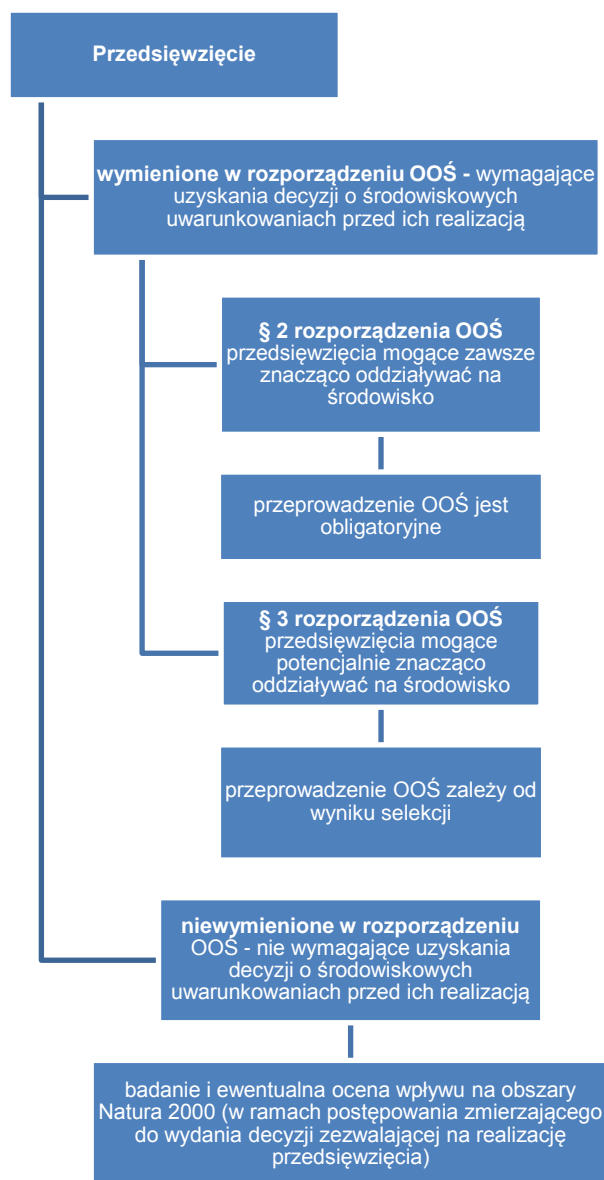 Przedsięwzięcie
wymienione w rozporządzeniu OOŚ - wymagające
uzyskania decyzji o środowiskowych
uwarunkowaniach przed ich realizacją
§ 2 rozporządzenia OOŚ
przedsięwzięcia mogące zawsze
znacząco oddziaływać na
środowisko
przeprowadzenie OOŚ jest
obligatoryjne
§ 3 rozporządzenia OOŚ
przedsięwzięcia mogące
potencjalnie znacząco
oddziaływać na środowisko
przeprowadzenie OOŚ zależy od
wyniku selekcji
niewymienione w rozporządzeniu
OOŚ - nie wymagające uzyskania
decyzji o środowiskowych
uwarunkowaniach przed ich realizacją
badanie i ewentualna ocena wpływu na obszary
Natura 2000 (w ramach postępowania zmierzającego
do wydania decyzji zezwalającej na realizację
przedsięwzięcia)